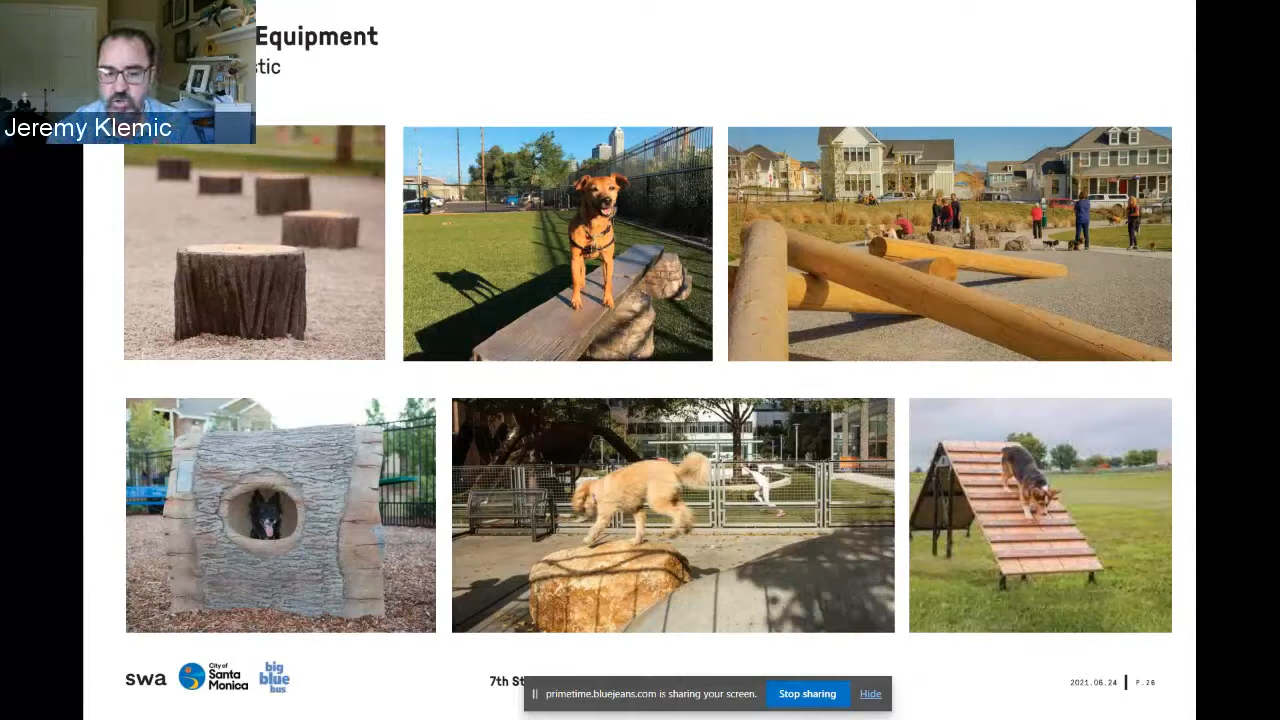 Equipment
stic
Jeremy Klemic
swa
City of
Santa
Monica
big
blue
bus
7th St
primetime.bluejeans.com is sharing your screen.
Stop sharing
Hide
2021.06.24
P.26